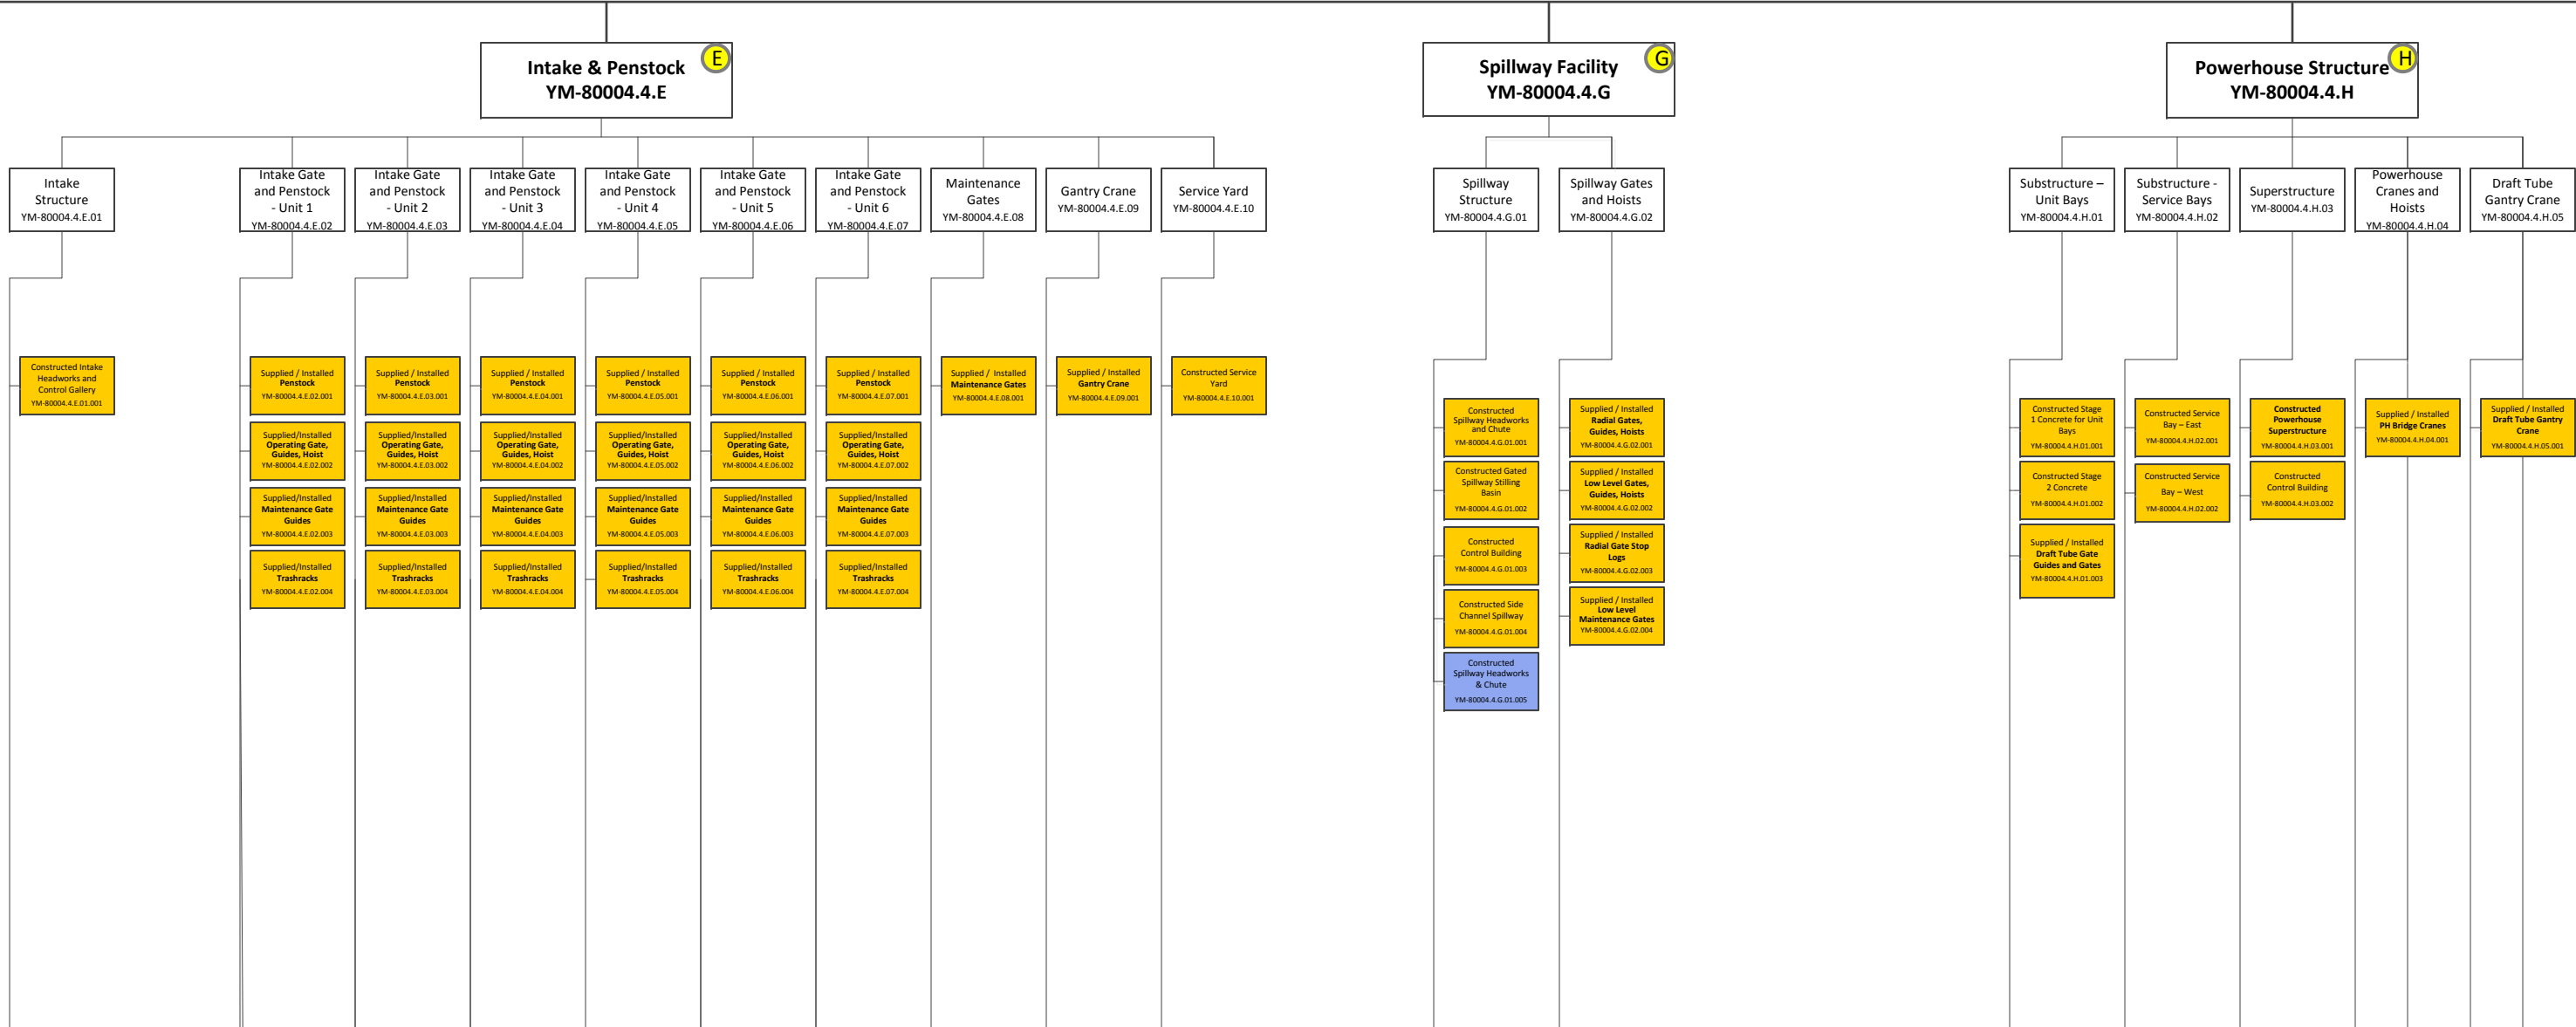 Intake & Penstock
YM-80004.4.E
E
Spillway Facility
YM-80004.4.G
G
Powerhouse Structure
YM-80004.4.H
H
Intake
Structure
YM-80004.4.E.01
Intake Gate
and Penstock
- Unit 1
YM-80004.4.E.02
Intake Gate
and Penstock
- Unit 2
YM-80004.4.E.03
Intake Gate
and Penstock
- Unit 3
YM-80004.4.E.04
Intake Gate
and Penstock
- Unit 4
YM-80004.4.E.05
Intake Gate
and Penstock
- Unit 5
YM-80004.4.E.06
Intake Gate
and Penstock
- Unit 6
YM-80004.4.E.07
Maintenance
Gates
YM-80004.4.E.08
Gantry Crane
YM-80004.4.E.09
Service Yard
YM-80004.4.E.10
Spillway
Structure
YM-80004.4.G.01
Spillway Gates
and Hoists
YM-80004.4.G.02
Substructure –
Unit Bays
YM-80004.4.H.01
Substructure -
Service Bays
YM-80004.4.H.02
Superstructure
YM-80004.4.H.03
Powerhouse
Cranes and
Hoists
YM-80004.4.H.04
Draft Tube
Gantry Crane
YM-80004.4.H.05
Constructed Intake
Headworks and
Control Gallery
YM-80004.4.E.01.001
Supplied / Installed
Penstock
YM-80004.4.E.02.001
Supplied/Installed
Operating Gate,
Guides, Hoist
YM-80004.4.E.02.002
Supplied/Installed
Maintenance Gate
Guides
YM-80004.4.E.02.003
Supplied/Installed
Trashracks
YM-80004.4.E.02.004
Supplied / Installed
Penstock
YM-80004.4.E.03.001
Supplied/Installed
Operating Gate,
Guides, Hoist
YM-80004.4.E.03.002
Supplied/Installed
Maintenance Gate
Guides
YM-80004.4.E.03.003
Supplied/Installed
Trashracks
YM-80004.4.E.03.004
Supplied / Installed
Penstock
YM-80004.4.E.04.001
Supplied/Installed
Operating Gate,
Guides, Hoist
YM-80004.4.E.04.002
Supplied/Installed
Maintenance Gate
Guides
YM-80004.4.E.04.003
Supplied/Installed
Trashracks
YM-80004.4.E.04.004
Supplied / Installed
Penstock
YM-80004.4.E.05.001
Supplied/Installed
Operating Gate,
Guides, Hoist
YM-80004.4.E.05.002
Supplied/Installed
Maintenance Gate
Guides
YM-80004.4.E.05.003
Supplied/Installed
Trashracks
YM-80004.4.E.05.004
Supplied / Installed
Penstock
YM-80004.4.E.06.001
Supplied/Installed
Operating Gate,
Guides, Hoist
YM-80004.4.E.06.002
Supplied/Installed
Maintenance Gate
Guides
YM-80004.4.E.06.003
Supplied/Installed
Trashracks
YM-80004.4.E.06.004
Supplied / Installed
Penstock
YM-80004.4.E.07.001
Supplied/Installed
Operating Gate,
Guides, Hoist
YM-80004.4.E.07.002
Supplied/Installed
Maintenance Gate
Guides
YM-80004.4.E.07.003
Supplied/Installed
Trashracks
YM-80004.4.E.07.004
Supplied / Installed
Maintenance Gates
YM-80004.4.E.08.001
Supplied / Installed
Gantry Crane
YM-80004.4.E.09.001
Constructed Service
Yard
YM-80004.4.E.10.001
Constructed
Spillway Headworks
and Chute
YM-80004.4.G.01.001
Constructed Gated
Spillway Stilling
Basin
YM-80004.4.G.01.002
Constructed
Control Building
YM-80004.4.G.01.003
Constructed Side
Channel Spillway
YM-80004.4.G.01.004
Constructed
Spillway Headworks
& Chute
YM-80004.4.G.01.005
Supplied / Installed
Radial Gates,
Guides, Hoists
YM-80004.4.G.02.001
Supplied / Installed
Low Level Gates,
Guides, Hoists
YM-80004.4.G.02.002
Supplied / Installed
Radial Gate Stop
Logs
YM-80004.4.G.02.003
Supplied / Installed
Low Level
Maintenance Gates
YM-80004.4.G.02.004
Constructed Stage
1 Concrete for Unit
Bays
YM-80004.4.H.01.001
Constructed Stage
2 Concrete
YM-80004.4.H.01.002
Supplied / Installed
Draft Tube Gate
Guides and Gates
YM-80004.4.H.01.003
Constructed Service
Bay – East
YM-80004.4.H.02.001
Constructed Service
Bay – West
YM-80004.4.H.02.002
Constructed
Powerhouse
Superstructure
YM-80004.4.H.03.001
Constructed
Control Building
YM-80004.4.H.03.002
Supplied / Installed
PH Bridge Cranes
YM-80004.4.H.04.001
Supplied / Installed
Draft Tube Gantry
Crane
YM-80004.4.H.05.001